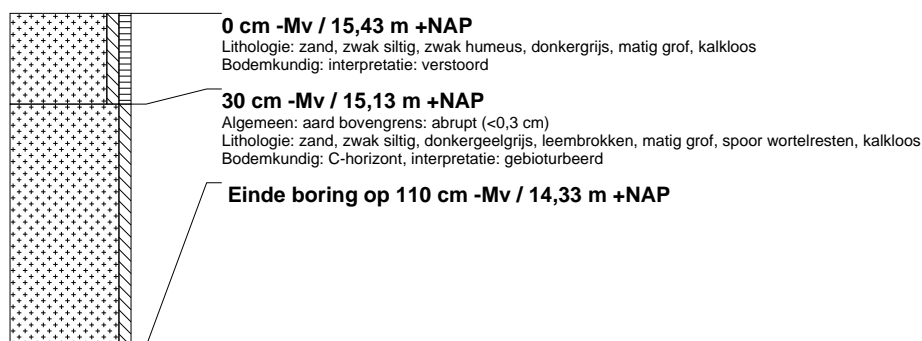 0 cm -Mv / 15,43 m +NAP
Lithologie: zand, zwak siltig, zwak humeus, donkergrijs, matig grof, kalkloos
Bodemkundig: interpretatie: verstoord
30 cm -Mv / 15,13 m +NAP
Algemeen: aard bovengrens: abrupt (<0,3 cm)
Lithologie: zand, zwak siltig, donkergeelgrijs, leembrokken, matig grof, spoor wortelresten, kalkloos
Bodemkundig: C-horizont, interpretatie: gebioturbeerd
Einde boring op 110 cm -Mv / 14,33 m +NAP